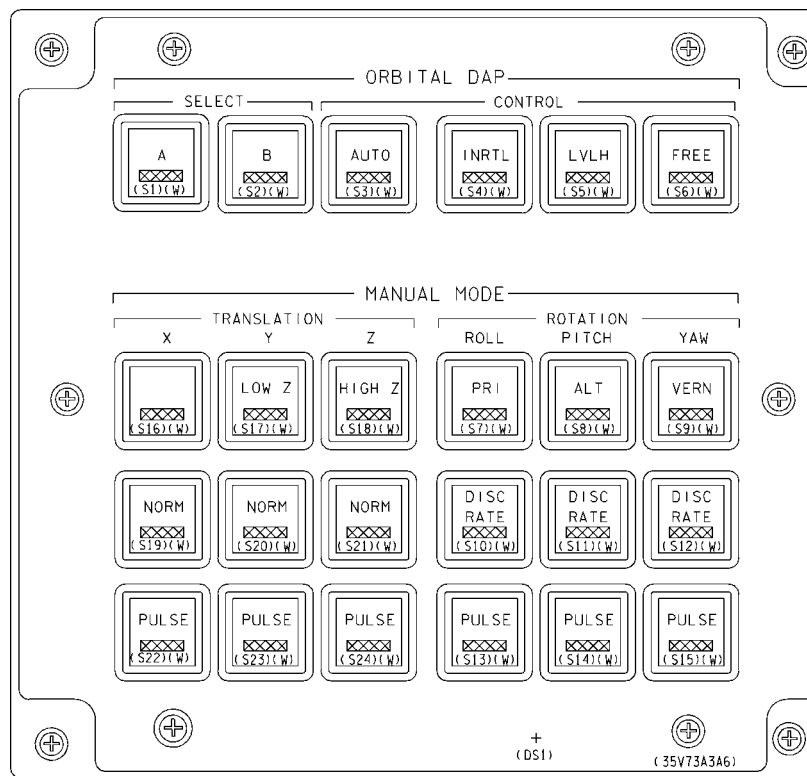 ORBITAL DAP
SELECT CONTROL
A B AUTO INRTL LVLH FREE
(S1)(W) (S2)(W) (S3)(W) (S4)(W) (S5)(W) (S6)(W)
MANUAL MODE
TRANSLATION ROTATION
X Y Z ROLL PITCH YAW
LOW Z HIGH Z PRI ALT VERN
(S16)(W) (S17)(W) (S18)(W) (S7)(W) (S8)(W) (S9)(W)
NORM NORM NORM DISC RATE DISC RATE DISC RATE
(S19)(W) (S20)(W) (S21)(W) (S10)(W) (S11)(W) (S12)(W)
PULSE PULSE PULSE PULSE PULSE PULSE
(S22)(W) (S23)(W) (S24)(W) (S13)(W) (S14)(W) (S15)(W)
+
(DS1) (35V73A3A6)